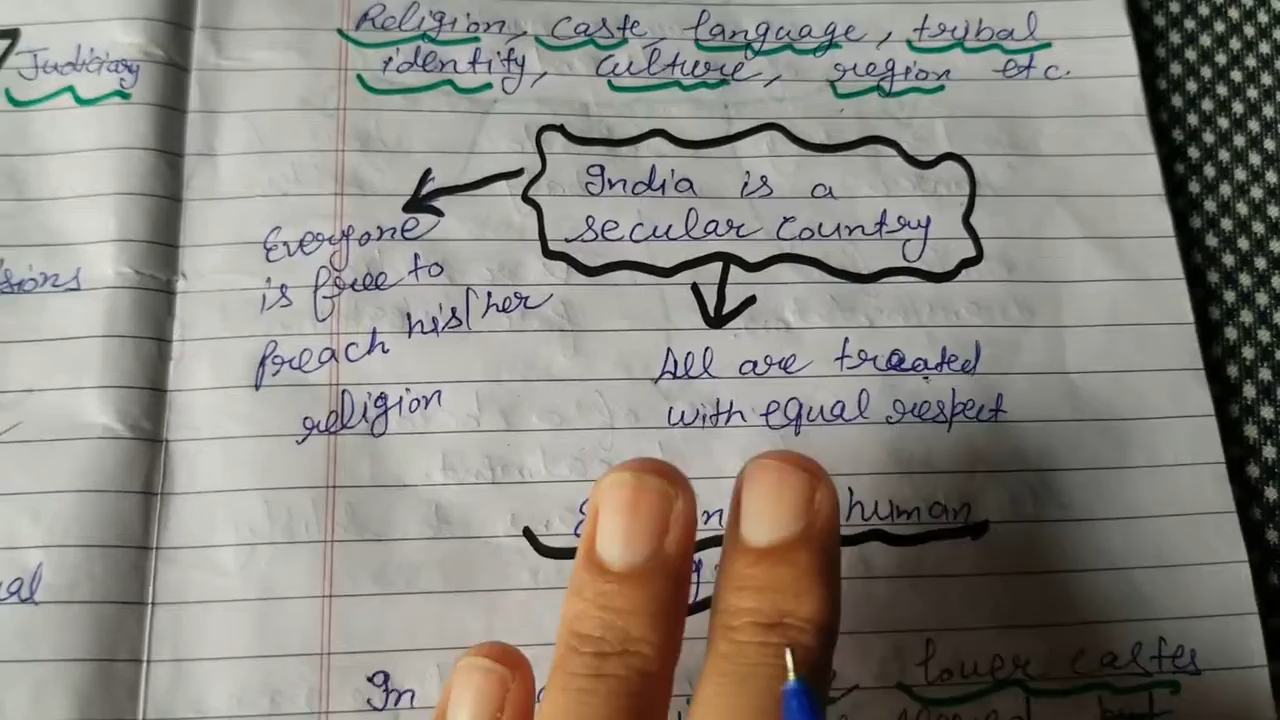 Judiciary
Religion, caste, language, tribal
identity, culture, region etc.
India is a
secular country
Everyone
is free to
preach his/her
religion
All are treated
with equal respect
human
In
lower castes